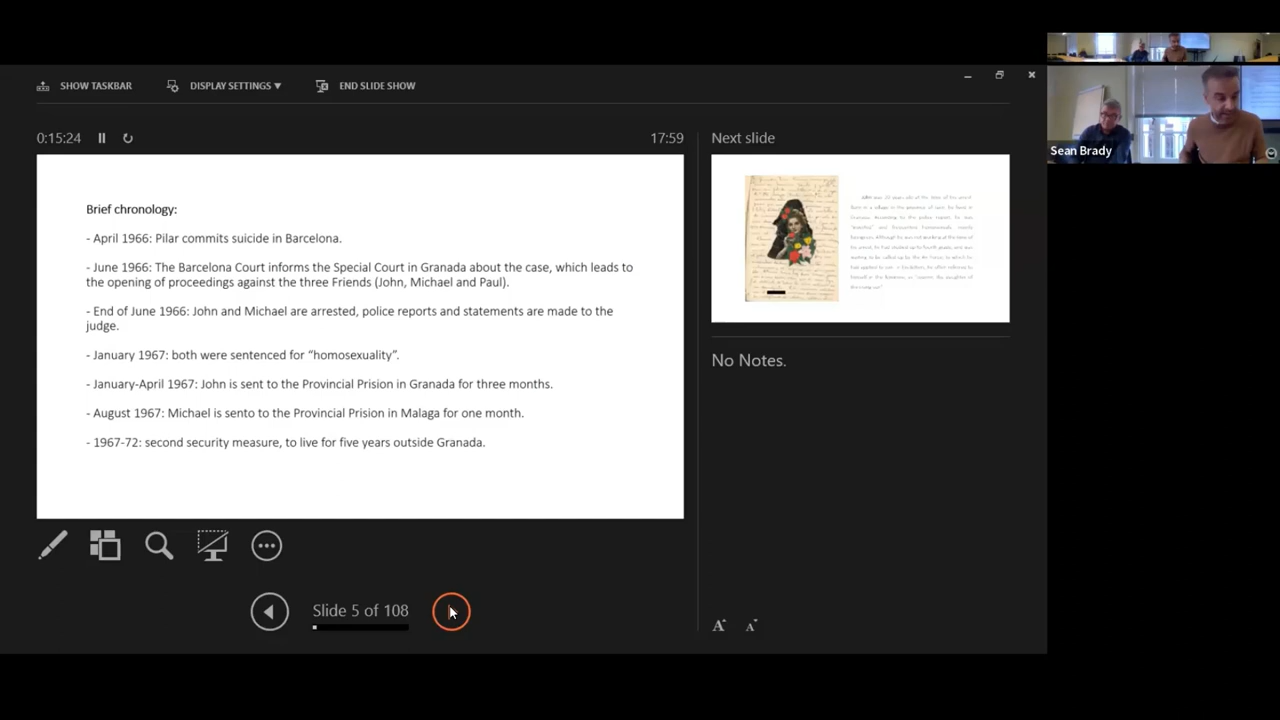 SHOW TASKBAR
DISPLAY SETTINGS ▼
END SLIDE SHOW
0:15:24
17:59
Next slide
Brief chronology:
- April 1966: Pilar commits suicide in Barcelona.
- June 1966: The Barcelona Court informs the Special Court in Granada about the case, which leads to
the opening of proceedings against the three Friends (John, Michael and Paul).
- End of June 1966: John and Michael are arrested, police reports and statements are made to the
judge.
- January 1967: both were sentenced for “homosexuality”.
- January-April 1967: John is sent to the Provincial Prision in Granada for three months.
- August 1967: Michael is sento to the Provincial Prision in Malaga for one month.
- 1967-72: second security measure, to live for five years outside Granada.
No Notes.
Slide 5 of 108
A A
Sean Brady